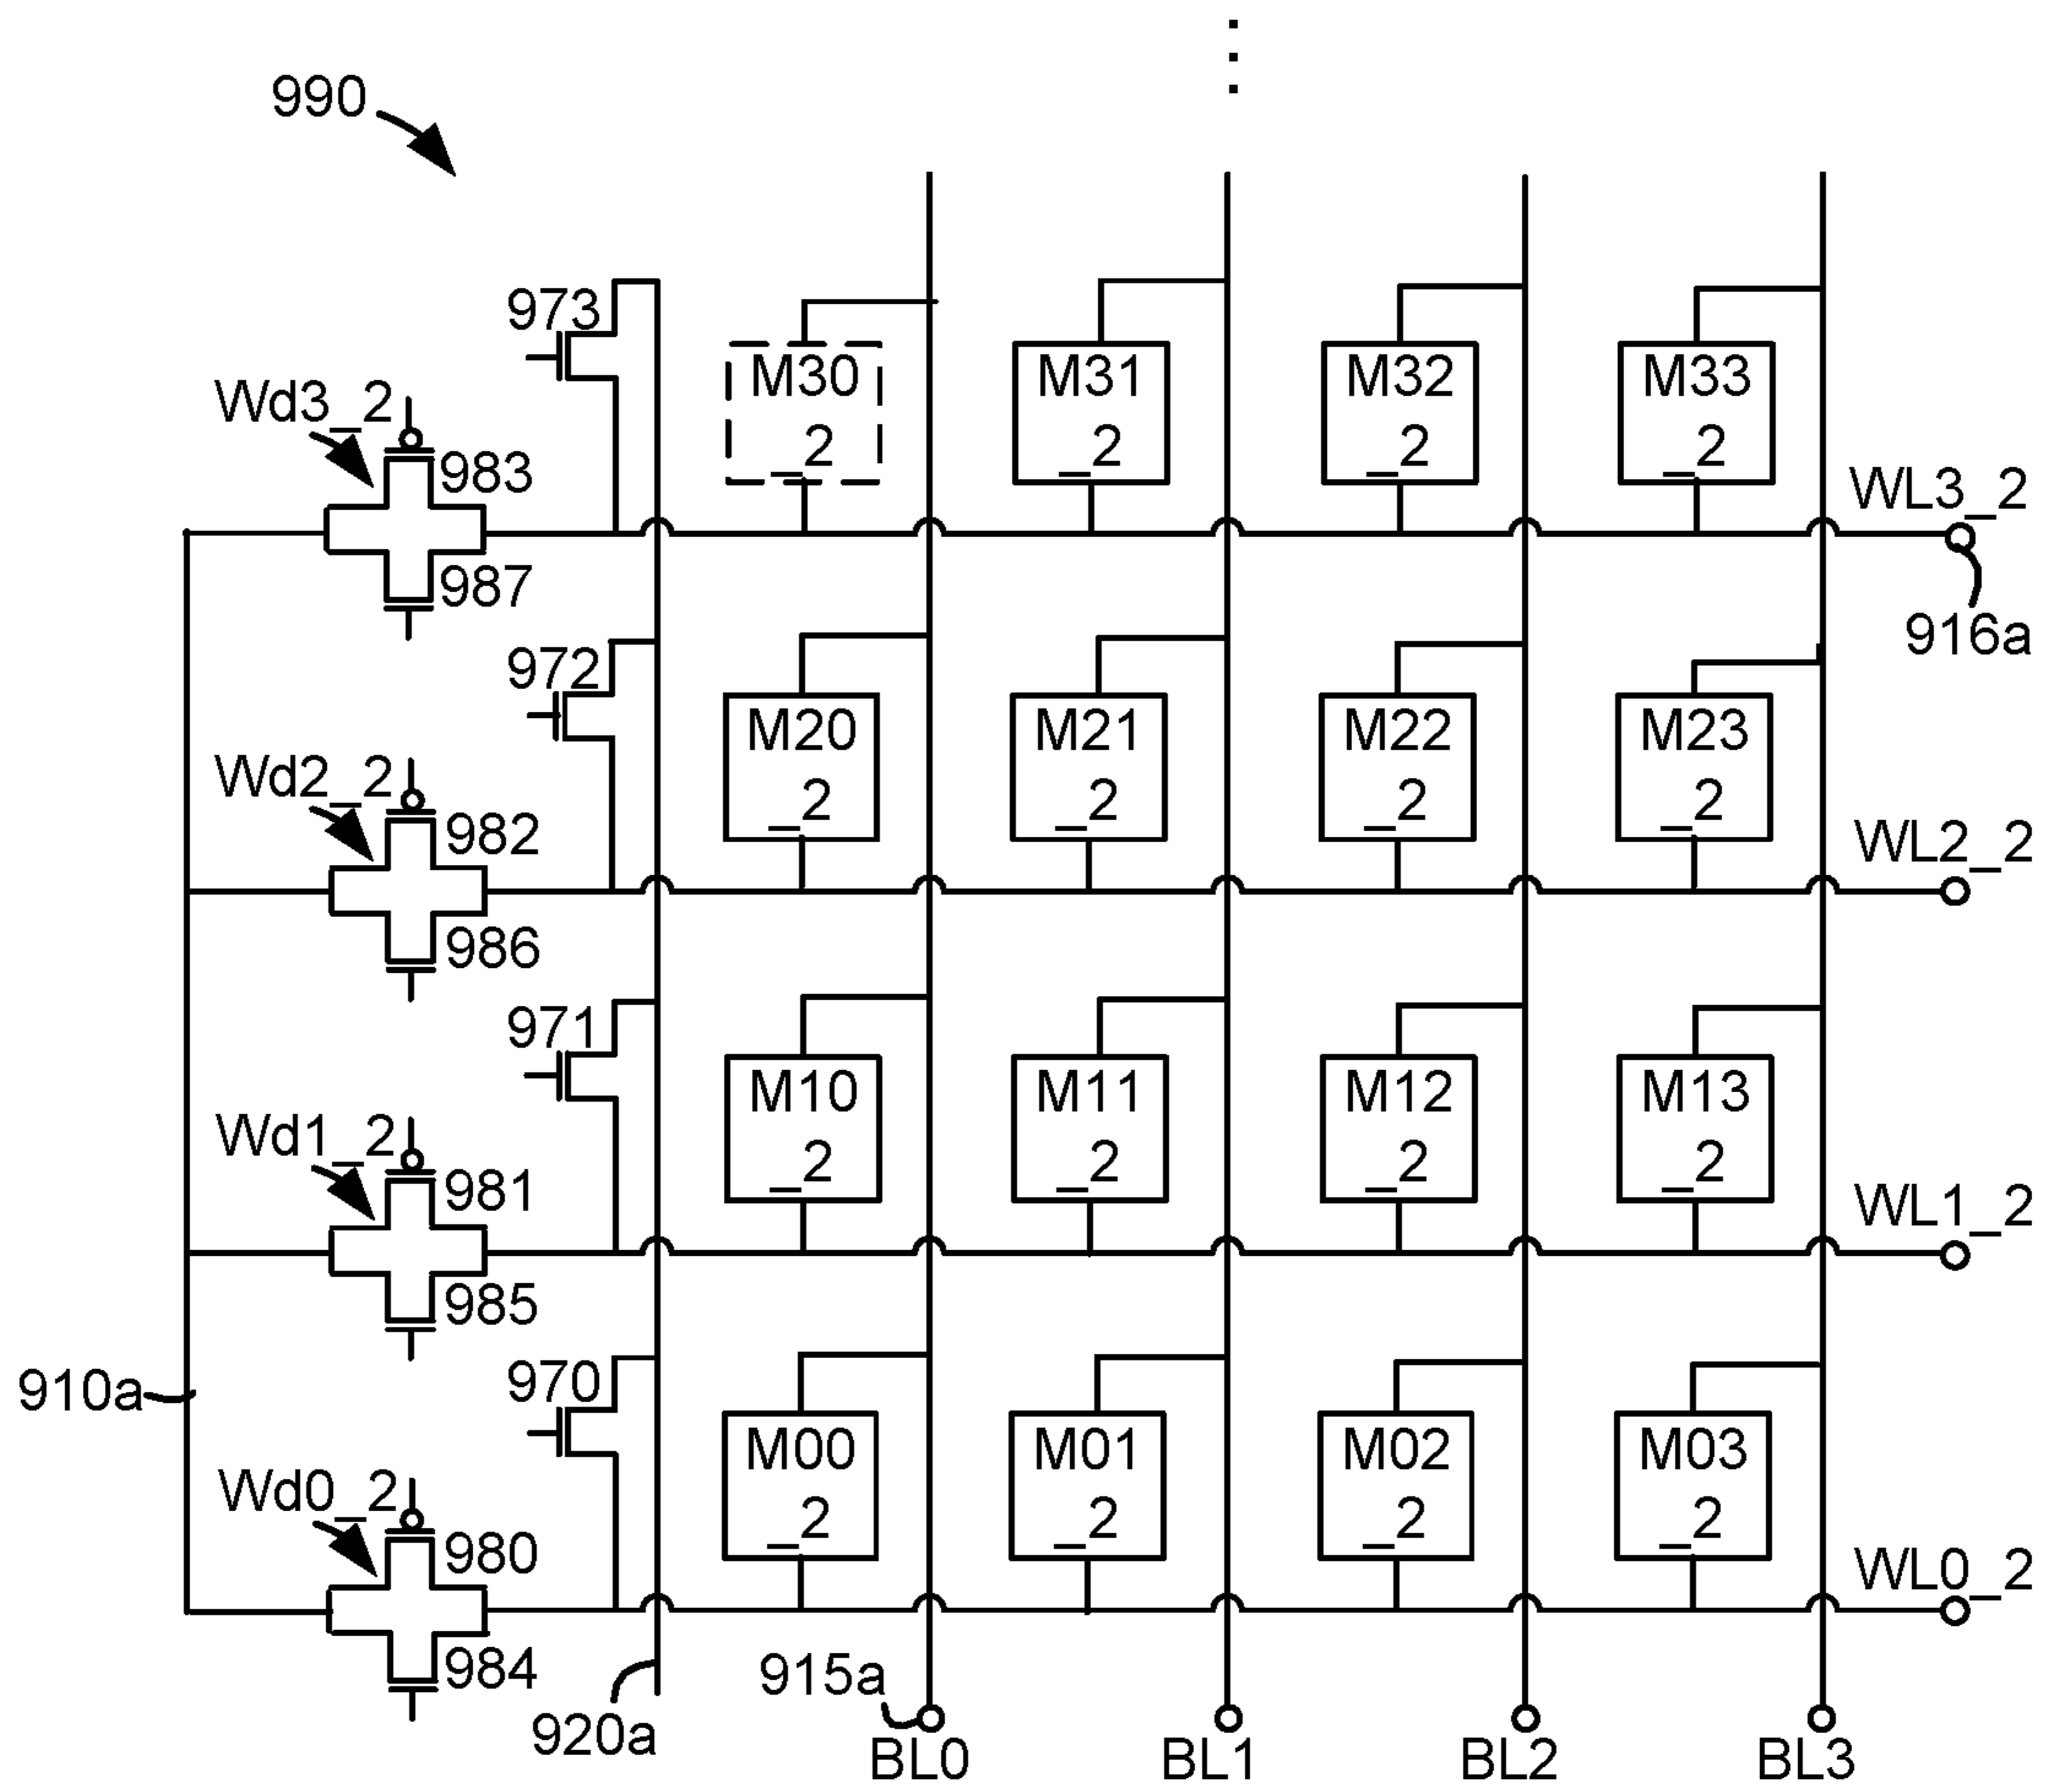 ⋮
990
973
Wd3_2
983
987
M30
_2
M31
_2
M32
_2
M33
_2
WL3_2
916a
972
Wd2_2
982
986
M20
_2
M21
_2
M22
_2
M23
_2
WL2_2
971
Wd1_2
981
985
M10
_2
M11
_2
M12
_2
M13
_2
WL1_2
910a
970
Wd0_2
980
984
M00
_2
M01
_2
M02
_2
M03
_2
WL0_2
920a
915a
BL0
BL1
BL2
BL3